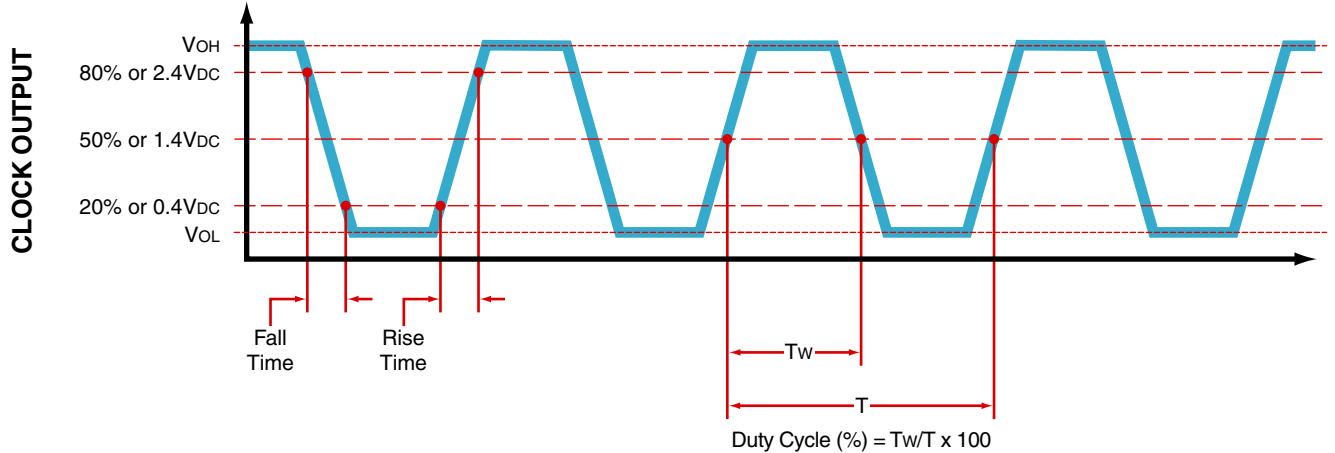 CLOCK OUTPUT
VOH
80% or 2.4VDC
50% or 1.4VDC
20% or 0.4VDC
VOL
Fall
Time
Rise
Time
TW
T
Duty Cycle (%) = TW/T x 100